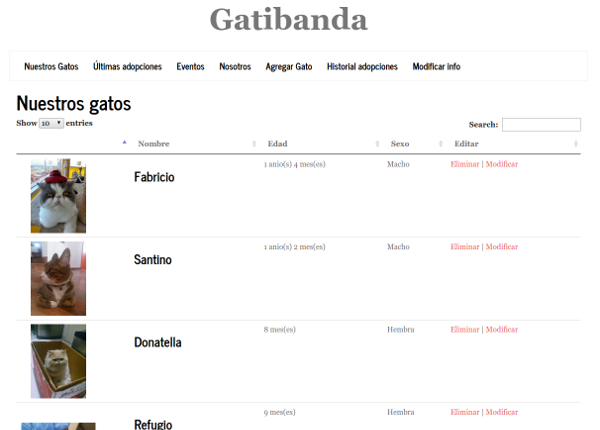 Gatibanda
Nuestros Gatos Últimas adopciones Eventos Nosotros Agregar Gato Historial adopciones Modificar info
Nuestros gatos
Show 10 entries Search:
Nombre Edad Sexo Editar
Fabricio 1 anio(s) 4 mes(es) Macho Eliminar | Modificar
Santino 1 anio(s) 2 mes(es) Macho Eliminar | Modificar
Donatella 8 mes(es) Hembra Eliminar | Modificar
Refugio 9 mes(es) Hembra Eliminar | Modificar